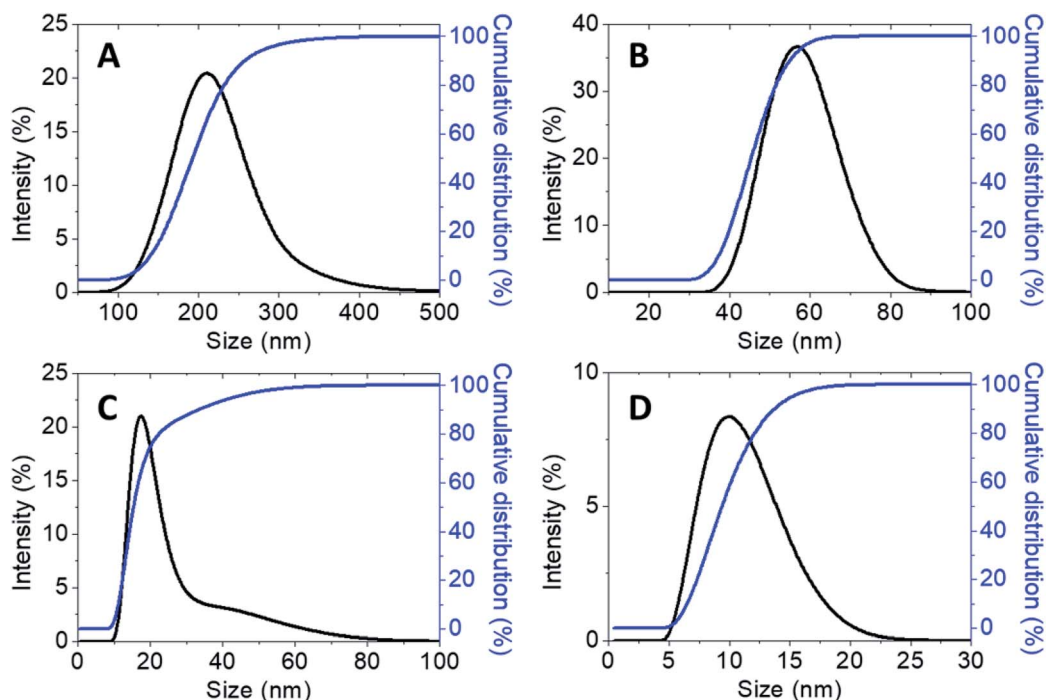 A
Intensity (%)
25
20
15
10
5
0
100 200 300 400 500
Size (nm)
100
80
60
40
20
0
Cumulative distribution (%)
B
Intensity (%)
40
30
20
10
0
20 40 60 80 100
Size (nm)
100
80
60
40
20
0
Cumulative distribution (%)
C
Intensity (%)
25
20
15
10
5
0
0 20 40 60 80 100
Size (nm)
100
80
60
40
20
0
Cumulative distribution (%)
D
Intensity (%)
10
5
0
0 5 10 15 20 25 30
Size (nm)
100
80
60
40
20
0
Cumulative distribution (%)